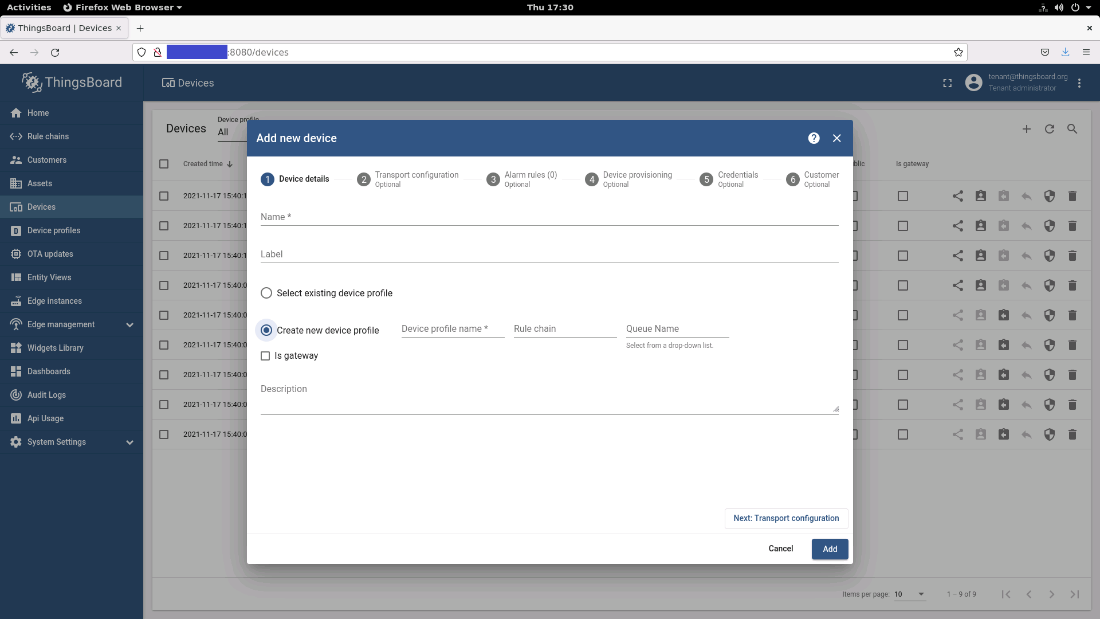 Activities Firefox Web Browser Thu 17:30
ThingsBoard | Devices
:8080/devices
ThingsBoard Devices tenant@thingsboard.org
Tenant administrator
Home
Rule chains
Customers
Assets
Devices
Device profiles
OTA updates
Entity Views
Edge instances
Edge management
Widgets Library
Dashboards
Audit Logs
Api Usage
System Settings
Devices
Device profile
All
Created time Is gateway
2021-11-17 15:40:1
2021-11-17 15:40:1
2021-11-17 15:40:1
2021-11-17 15:40:0
2021-11-17 15:40:0
2021-11-17 15:40:0
2021-11-17 15:40:0
2021-11-17 15:40:0
2021-11-17 15:40:0
Items per page: 10 1 – 9 of 9
Add new device
1 Device details
2 Transport configuration
Optional
3 Alarm rules (0)
Optional
4 Device provisioning
Optional
5 Credentials
Optional
6 Customer
Optional
Name *
Label
Select existing device profile
Create new device profile Device profile name * Rule chain Queue Name
Select from a drop-down list.
Is gateway
Description
Next: Transport configuration
Cancel Add